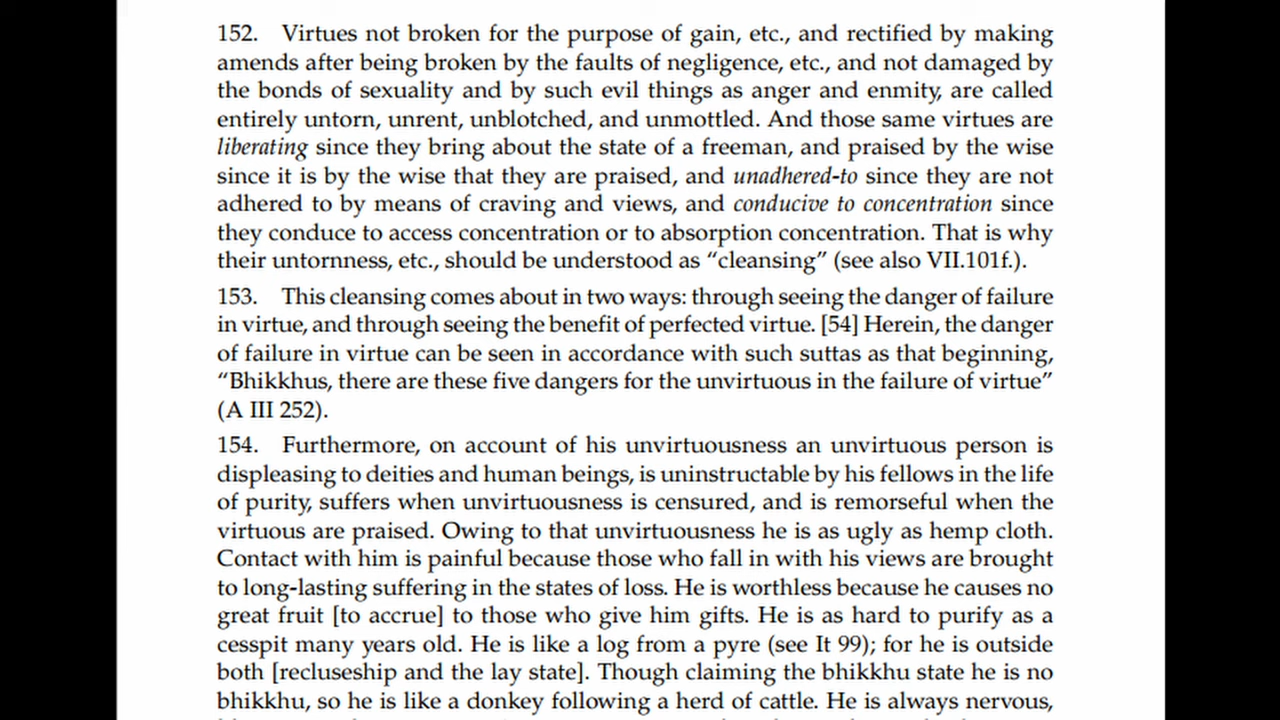 152. Virtues not broken for the purpose of gain, etc., and rectified by making
amends after being broken by the faults of negligence, etc., and not damaged by
the bonds of sexuality and by such evil things as anger and enmity, are called
entirely untorn, unrent, unblotched, and unmottled. And those same virtues are
liberating since they bring about the state of a freeman, and praised by the wise
since it is by the wise that they are praised, and unadhered-to since they are not
adhered to by means of craving and views, and conducive to concentration since
they conduce to access concentration or to absorption concentration. That is why
their untornness, etc., should be understood as “cleansing” (see also VII.101f.).
153. This cleansing comes about in two ways: through seeing the danger of failure
in virtue, and through seeing the benefit of perfected virtue. [54] Herein, the danger
of failure in virtue can be seen in accordance with such suttas as that beginning,
“Bhikkhus, there are these five dangers for the unvirtuous in the failure of virtue”
(A III 252).
154. Furthermore, on account of his unvirtuousness an unvirtuous person is
displeasing to deities and human beings, is uninstructable by his fellows in the life
of purity, suffers when unvirtuousness is censured, and is remorseful when the
virtuous are praised. Owing to that unvirtuousness he is as ugly as hemp cloth.
Contact with him is painful because those who fall in with his views are brought
to long-lasting suffering in the states of loss. He is worthless because he causes no
great fruit [to accrue] to those who give him gifts. He is as hard to purify as a
cesspit many years old. He is like a log from a pyre (see It 99); for he is outside
both [recluseship and the lay state]. Though claiming the bhikkhu state he is no
bhikkhu, so he is like a donkey following a herd of cattle. He is always nervous,